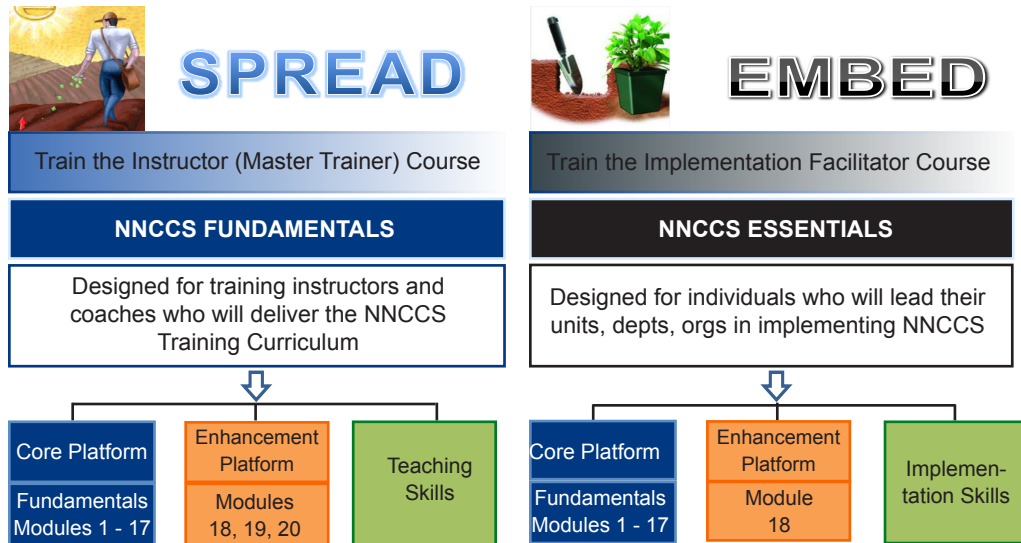 SPREAD
Train the Instructor (Master Trainer) Course
NNCCS FUNDAMENTALS
Designed for training instructors and
coaches who will deliver the NNCCS
Training Curriculum
Core Platform
Fundamentals
Modules 1 - 17
Enhancement
Platform
Modules
18, 19, 20
Teaching
Skills
EMBED
Train the Implementation Facilitator Course
NNCCS ESSENTIALS
Designed for individuals who will lead their
units, depts, orgs in implementing NNCCS
Core Platform
Fundamentals
Modules 1 - 17
Enhancement
Platform
Module
18
Implemen-
tation Skills